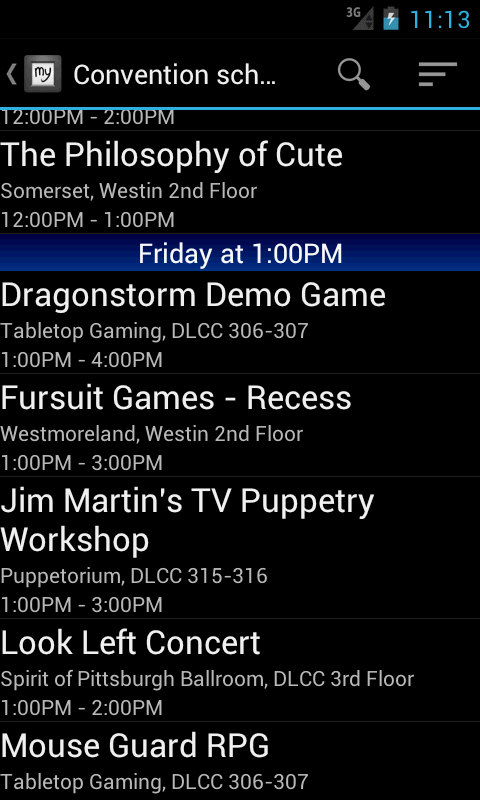 3G 11:13
my Convention sch...
12:00PM - 2:00PM
The Philosophy of Cute
Somerset, Westin 2nd Floor
12:00PM - 1:00PM
Friday at 1:00PM
Dragonstorm Demo Game
Tabletop Gaming, DLCC 306-307
1:00PM - 4:00PM
Fursuit Games - Recess
Westmoreland, Westin 2nd Floor
1:00PM - 3:00PM
Jim Martin's TV Puppetry
Workshop
Puppetorium, DLCC 315-316
1:00PM - 3:00PM
Look Left Concert
Spirit of Pittsburgh Ballroom, DLCC 3rd Floor
1:00PM - 2:00PM
Mouse Guard RPG
Tabletop Gaming, DLCC 306-307